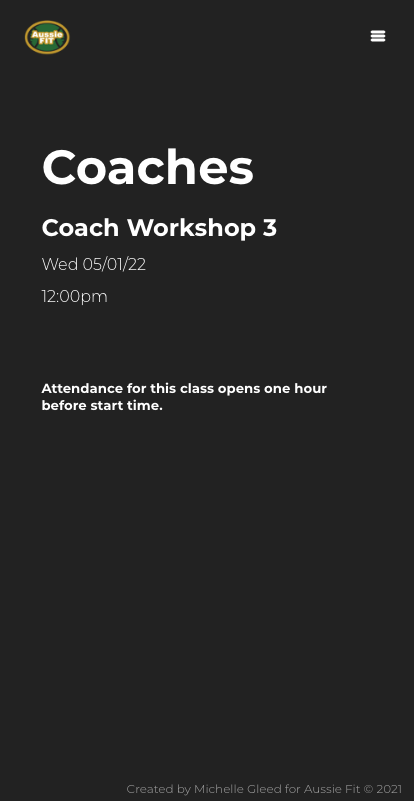 Aussie
FIT
Coaches
Coach Workshop 3
Wed 05/01/22
12:00pm
Attendance for this class opens one hour
before start time.
Created by Michelle Gleed for Aussie Fit © 2021